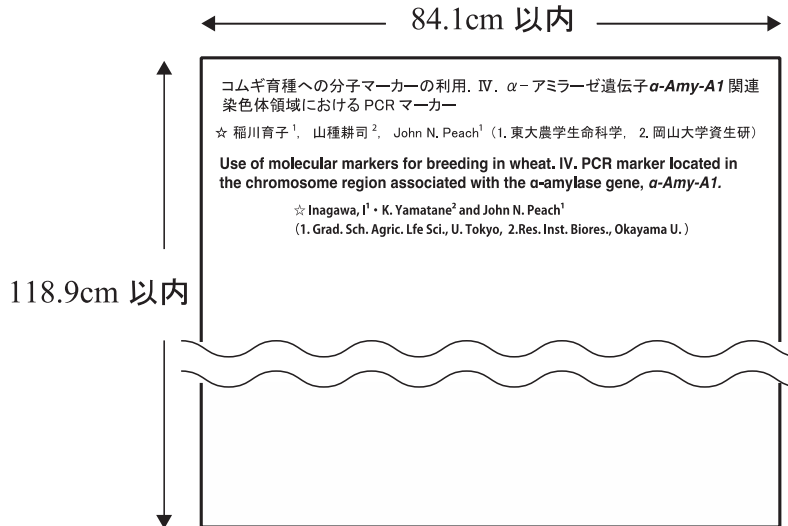 84.1cm 以内
コムギ育種への分子マーカーの利用. Ⅳ. α−アミラーゼ遺伝子α-Amy-A1 関連
染色体領域における PCR マーカー
☆ 稲川育子¹, 山種耕司², John N. Peach¹ (1. 東大農学生命科学, 2. 岡山大学資生研)
Use of molecular markers for breeding in wheat. IV. PCR marker located in
the chromosome region associated with the α-amylase gene, α-Amy-A1.
☆ Inagawa, I¹・K. Yamatane² and John N. Peach¹
(1. Grad. Sch. Agric. Lfe Sci., U. Tokyo, 2.Res. Inst. Biores., Okayama U. )
118.9cm 以内